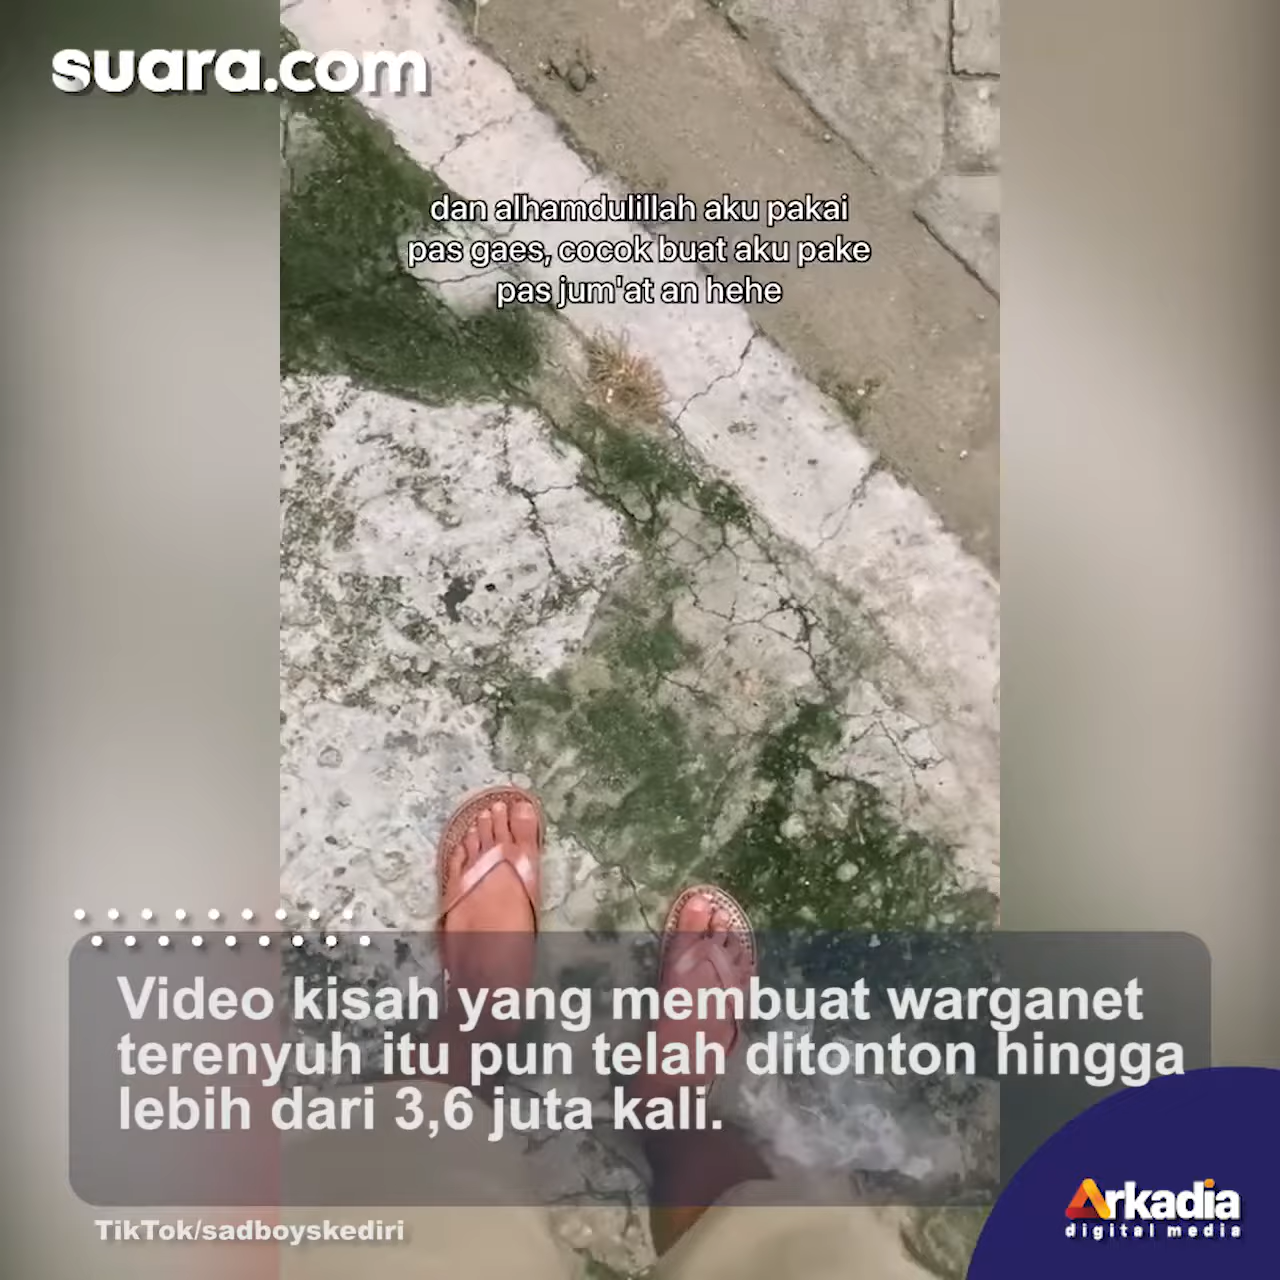 suara.com
dan alhamdulillah aku pakai
pas gaes, cocok buat aku pake
pas jum'at an hehe
Video kisah yang membuat warganet
terenyuh itu pun telah ditonton hingga
lebih dari 3,6 juta kali.
TikTok/sadboyskediri
Arkadia
digital media